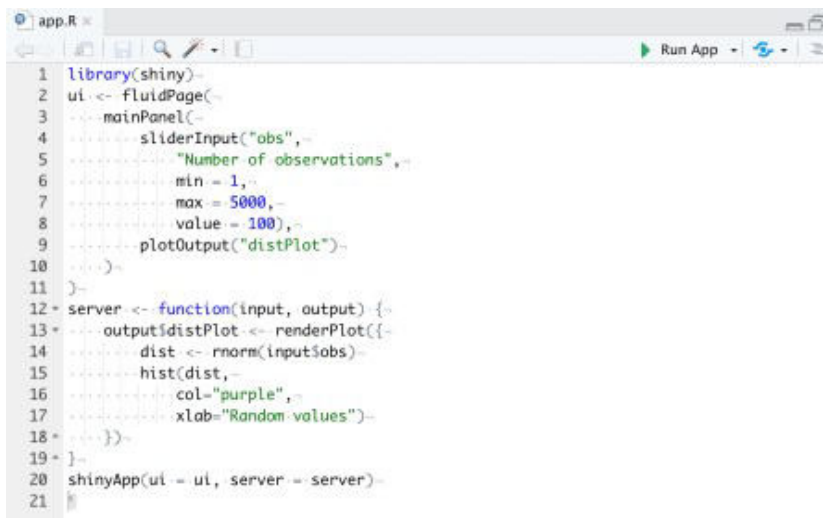 app.R
Run App
1 library(shiny)
2 ui <- fluidPage(
3     mainPanel(
4         sliderInput("obs",
5             "Number of observations",
6             min = 1,
7             max = 5000,
8             value = 100),
9         plotOutput("distPlot")
10     )
11 )
12 server <- function(input, output) {
13     output$distPlot <- renderPlot({
14         dist <- rnorm(input$obs)
15         hist(dist,
16             col="purple",
17             xlab="Random values")
18     })
19 }
20 shinyApp(ui = ui, server = server)
21